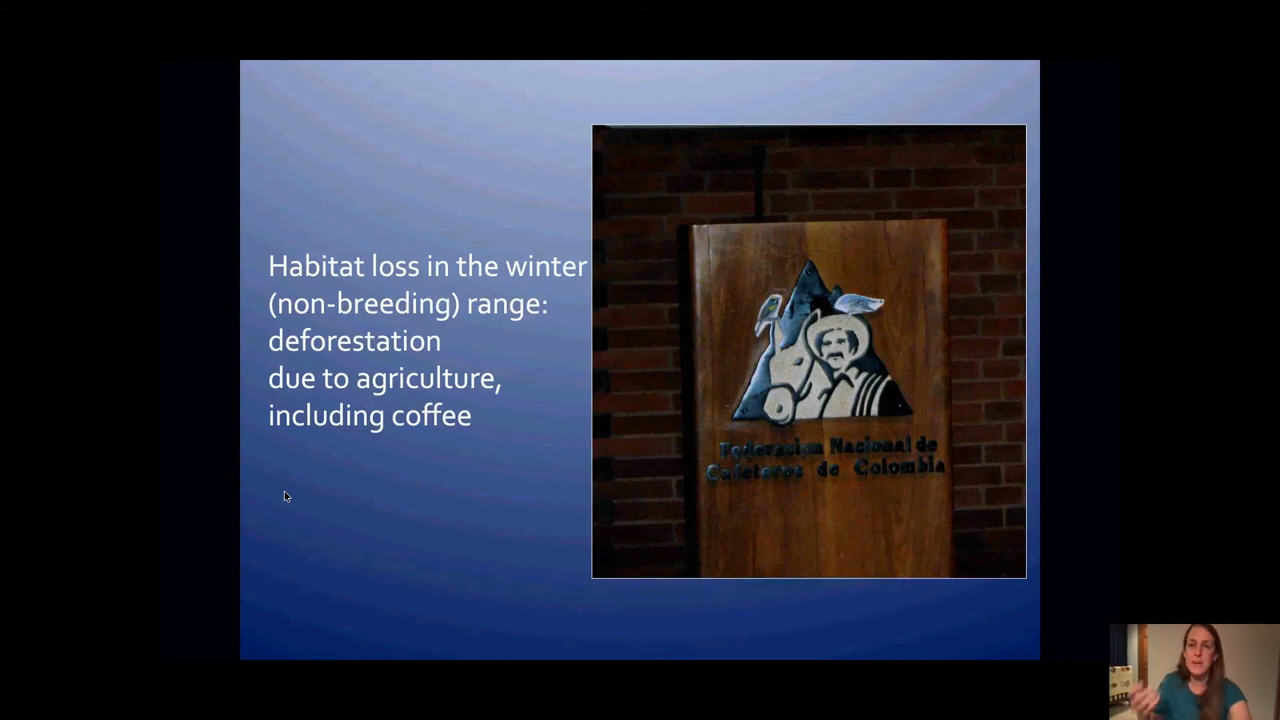 Habitat loss in the winter
(non-breeding) range:
deforestation
due to agriculture,
including coffee
Federacion Nacional de
Cafeteros de Colombia